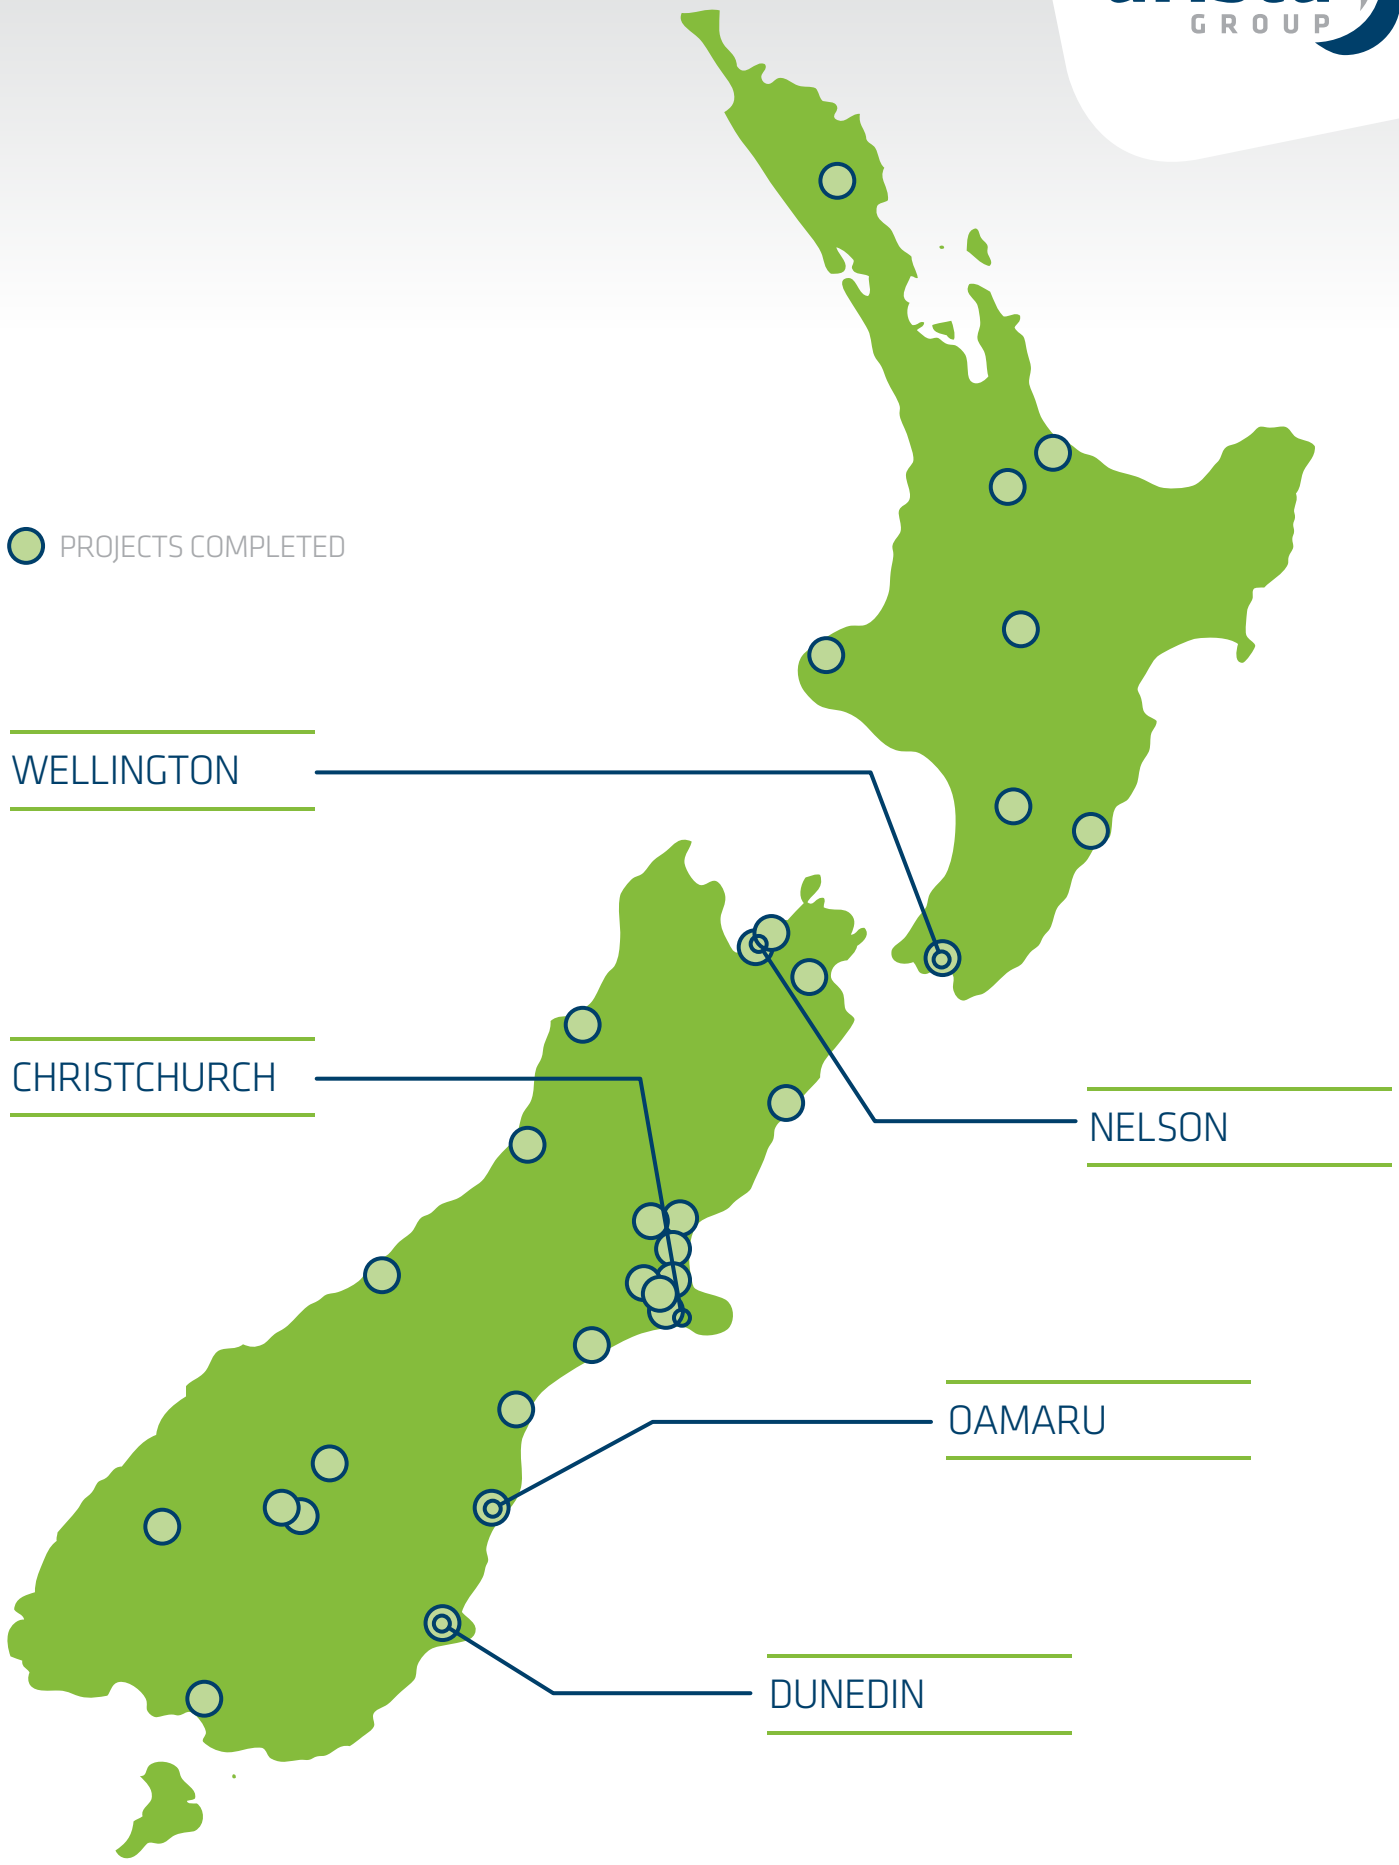 GROUP
PROJECTS COMPLETED
WELLINGTON
CHRISTCHURCH
NELSON
OAMARU
DUNEDIN